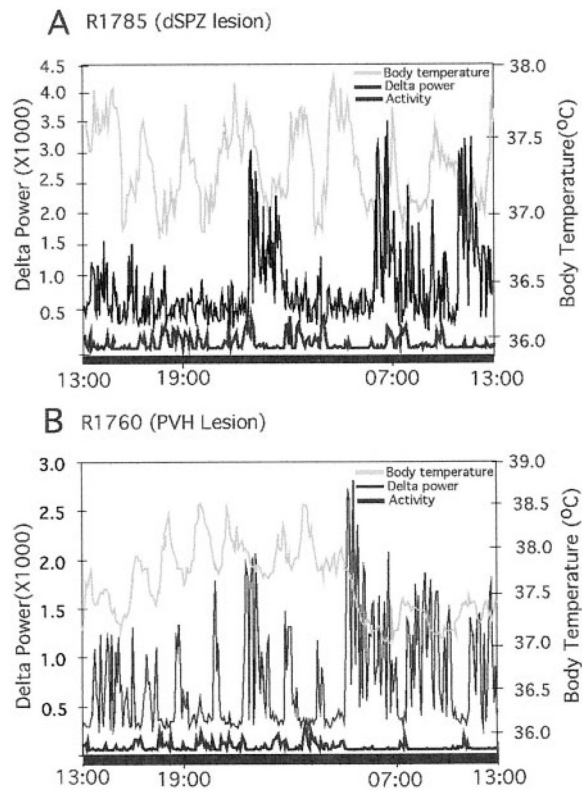 A R1785 (dSPZ lesion)
Delta Power (X1000)
4.5
4.0
3.5
3.0
2.5
2.0
1.5
1.0
0.5
Body temperature
Delta power
Activity
38.0
37.5
37.0
36.5
36.0
Body Temperature(°C)
13:00 19:00 07:00 13:00
B R1760 (PVH Lesion)
Delta Power(X1000)
3.0
2.5
2.0
1.5
1.0
0.5
Body temperature
Delta power
Activity
39.0
38.5
38.0
37.5
37.0
36.5
36.0
Body Temperature (°C)
13:00 19:00 07:00 13:00